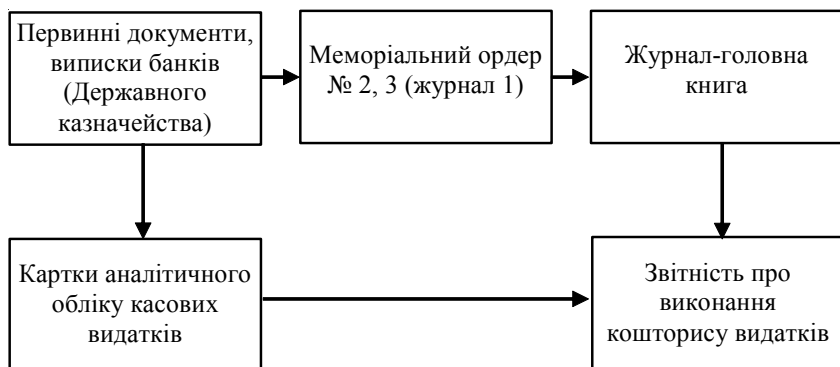 Первинні документи,
виписки банків
(Державного
казначейства)
Меморіальний ордер
№ 2, 3 (журнал 1)
Журнал-головна
книга
Картки аналітичного
обліку касових
видатків
Звітність про
виконання
кошторису видатків